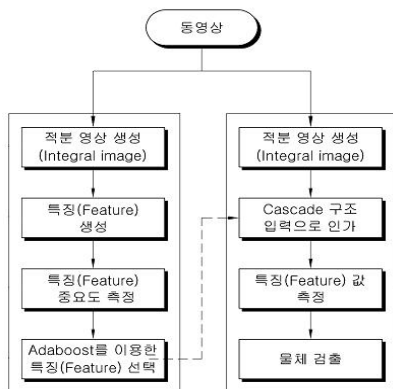 동영상
적분 영상 생성
(Integral image)
특징(Feature)
생성
특징(Feature)
중요도 측정
Adaboost를 이용한
특징(Feature) 선택
적분 영상 생성
(Integral image)
Cascade 구조
입력으로 인가
특징(Feature) 값
측정
물체 검출